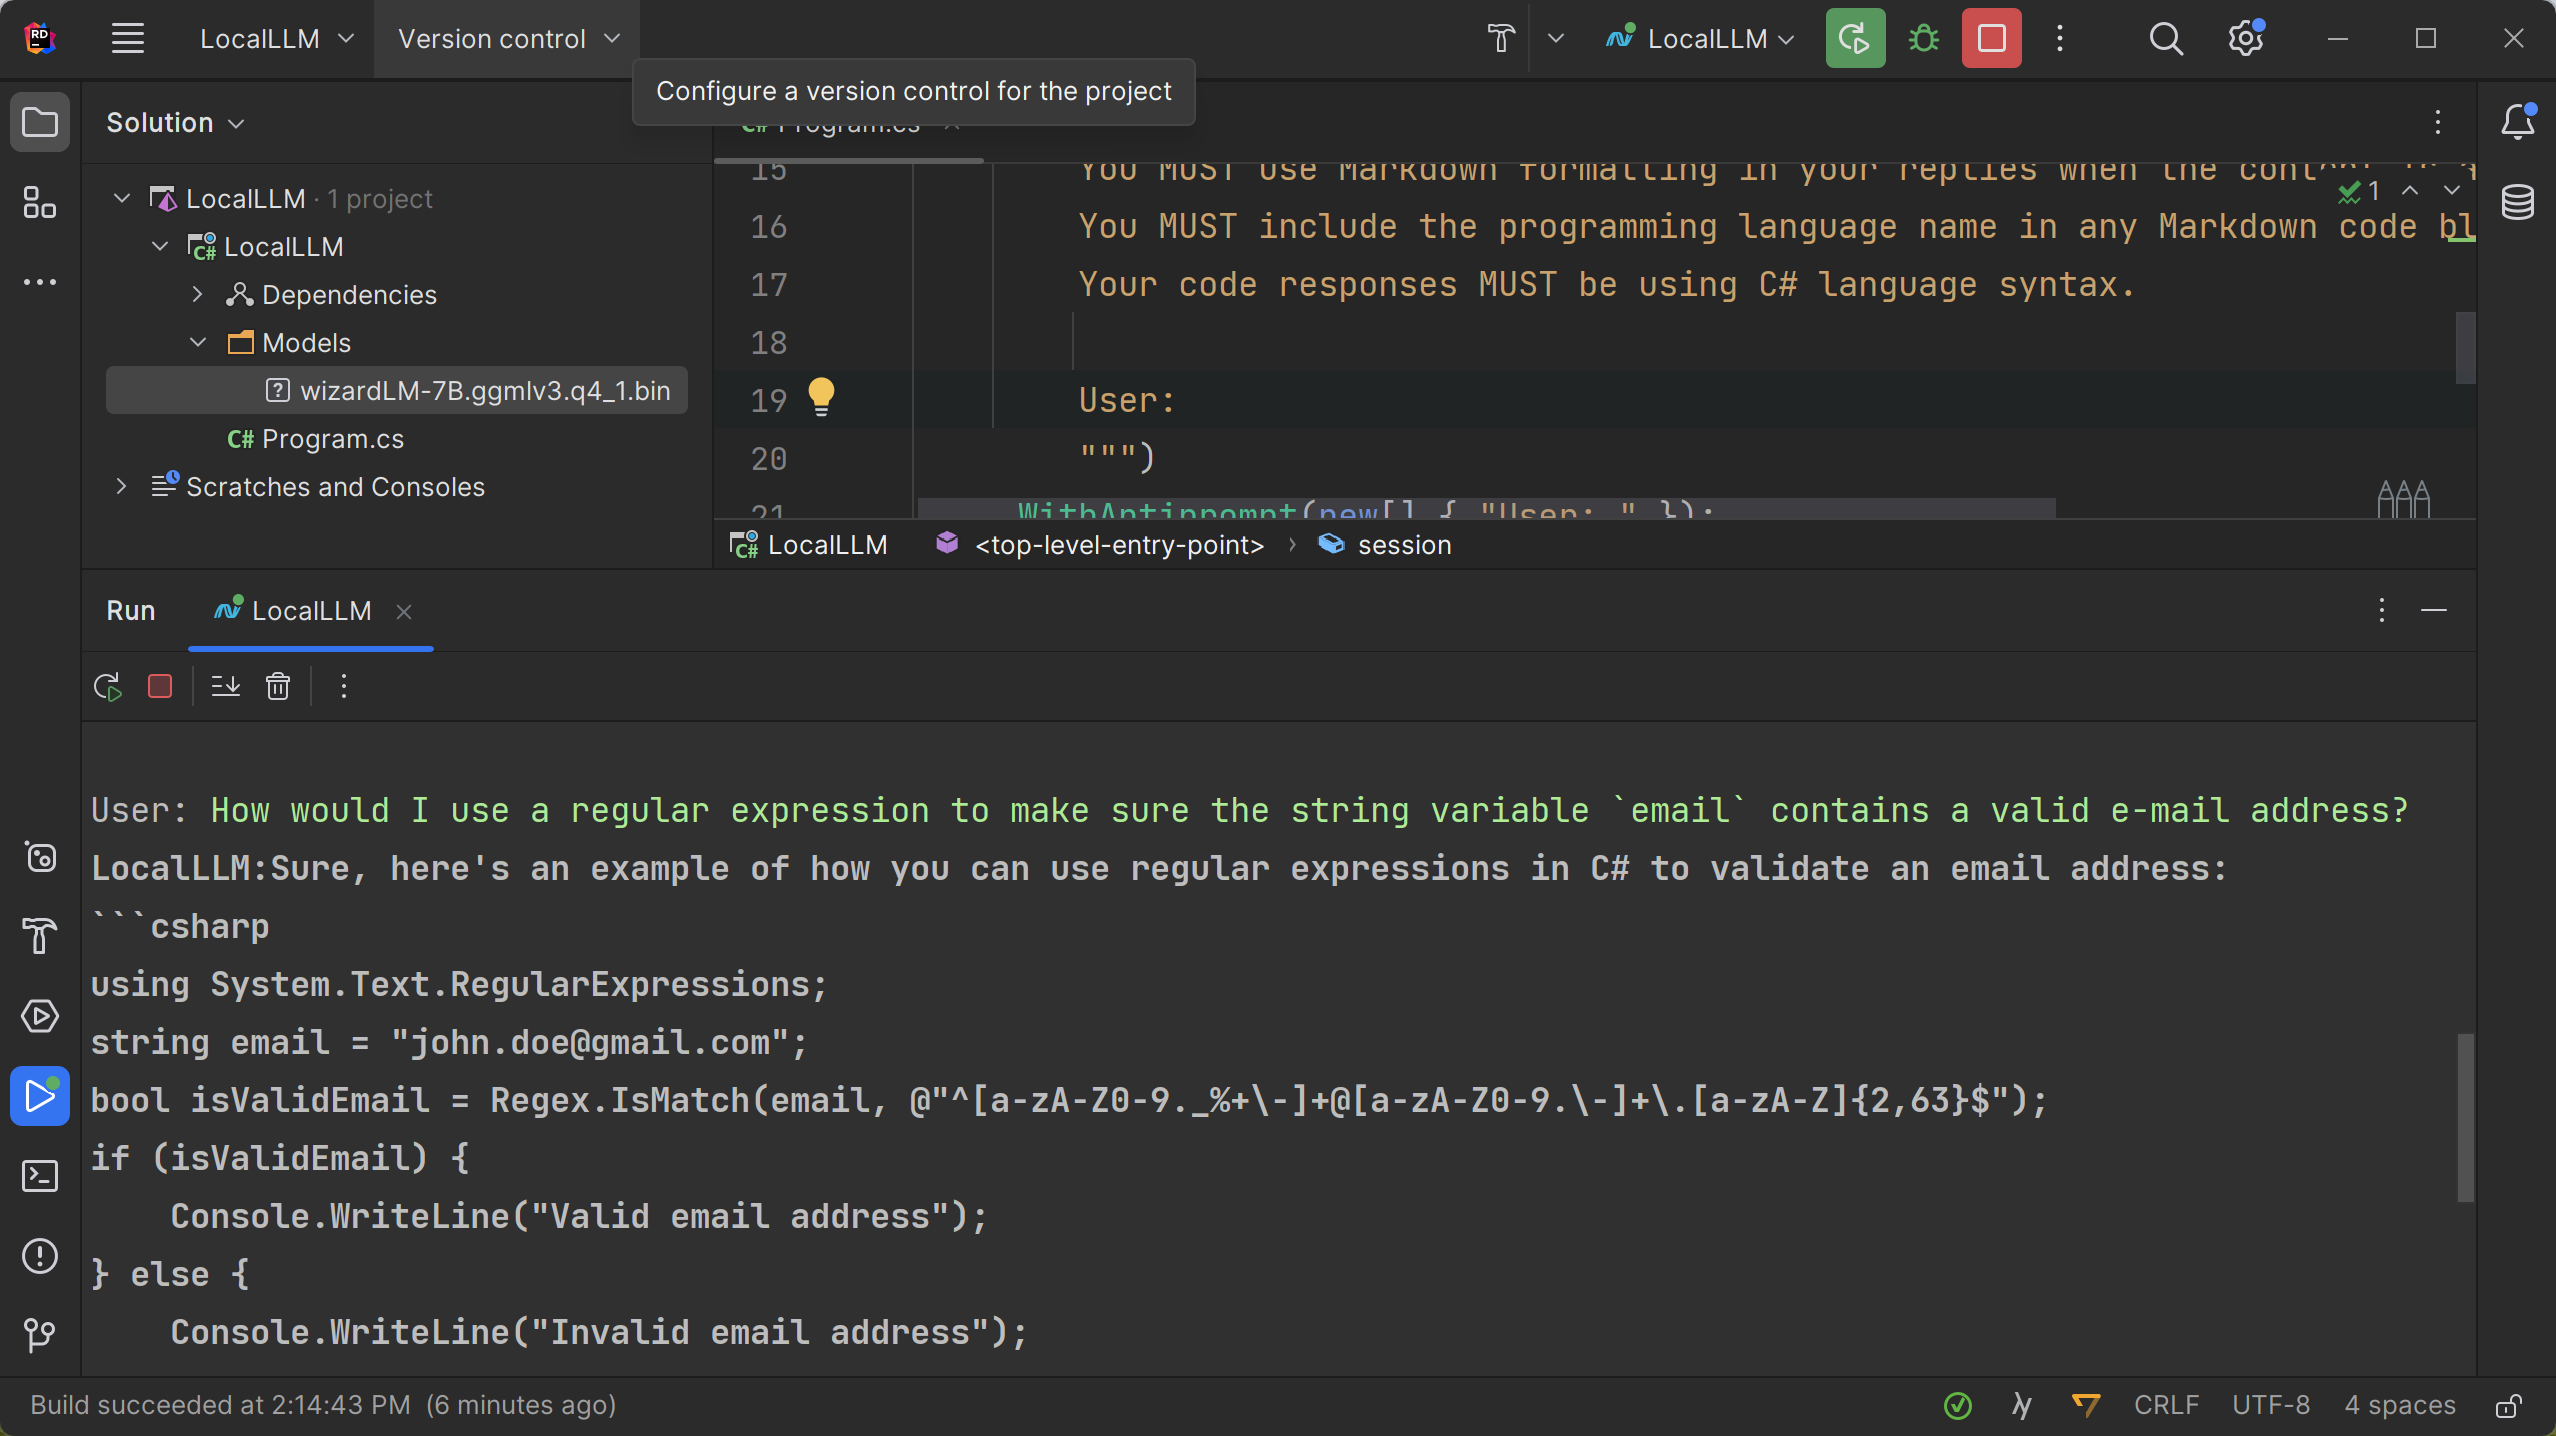 RD
LocalLLM
Version control
LocalLLM
Configure a version control for the project
Solution
C# Program.cs
LocalLLM · 1 project
C# LocalLLM
Dependencies
Models
? wizardLM-7B.ggmlv3.q4_1.bin
C# Program.cs
Scratches and Consoles
15 You MUST use Markdown formatting in your replies when the content is
1
16 You MUST include the programming language name in any Markdown code bl
17 Your code responses MUST be using C# language syntax.
18
19 User:
20 """)
21 WithAntiprompt(new[] { "User: " });
C# LocalLLM <top-level-entry-point> session
Run LocalLLM
User: How would I use a regular expression to make sure the string variable `email` contains a valid e-mail address?
LocalLLM:Sure, here's an example of how you can use regular expressions in C# to validate an email address:
```csharp
using System.Text.RegularExpressions;
string email = "john.doe@gmail.com";
bool isValidEmail = Regex.IsMatch(email, @"^[a-zA-Z0-9._%+\-]+@[a-zA-Z0-9.\-]+\.[a-zA-Z]{2,63}$");
if (isValidEmail) {
    Console.WriteLine("Valid email address");
} else {
    Console.WriteLine("Invalid email address");
Build succeeded at 2:14:43 PM (6 minutes ago)
CRLF UTF-8 4 spaces